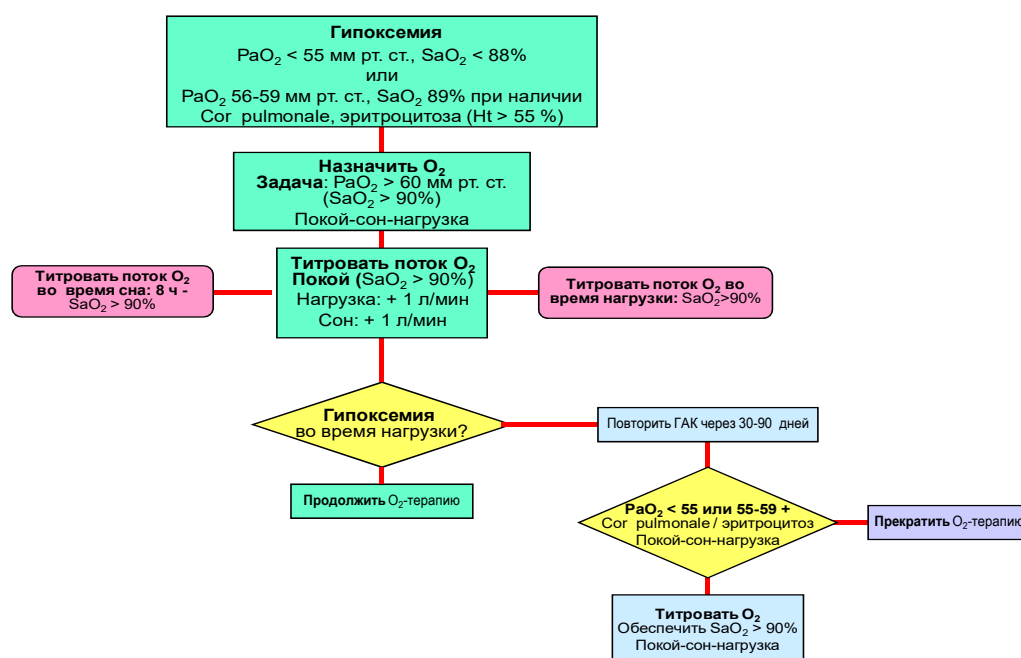 Гипоксемия
PaO₂ < 55 мм рт. ст., SaO₂ < 88%
или
PaO₂ 56-59 мм рт. ст., SaO₂ 89% при наличии
Cor pulmonale, эритроцитоза (Ht > 55 %)
Назначить O₂
Задача: PaO₂ > 60 мм рт. ст.
(SaO₂ > 90%)
Покой-сон-нагрузка
Титровать поток O₂
во время сна: 8 ч -
SaO₂ > 90%
Титровать поток O₂
Покой (SaO₂ > 90%)
Нагрузка: + 1 л/мин
Сон: + 1 л/мин
Титровать поток O₂ во
время нагрузки: SaO₂>90%
Гипоксемия
во время нагрузки?
Повторить ГАК через 30-90 дней
Продолжить O₂-терапию
PaO₂ < 55 или 55-59 +
Cor pulmonale / эритроцитоз
Покой-сон-нагрузка
Прекратить O₂-терапию
Титровать O₂
Обеспечить SaO₂ > 90%
Покой-сон-нагрузка